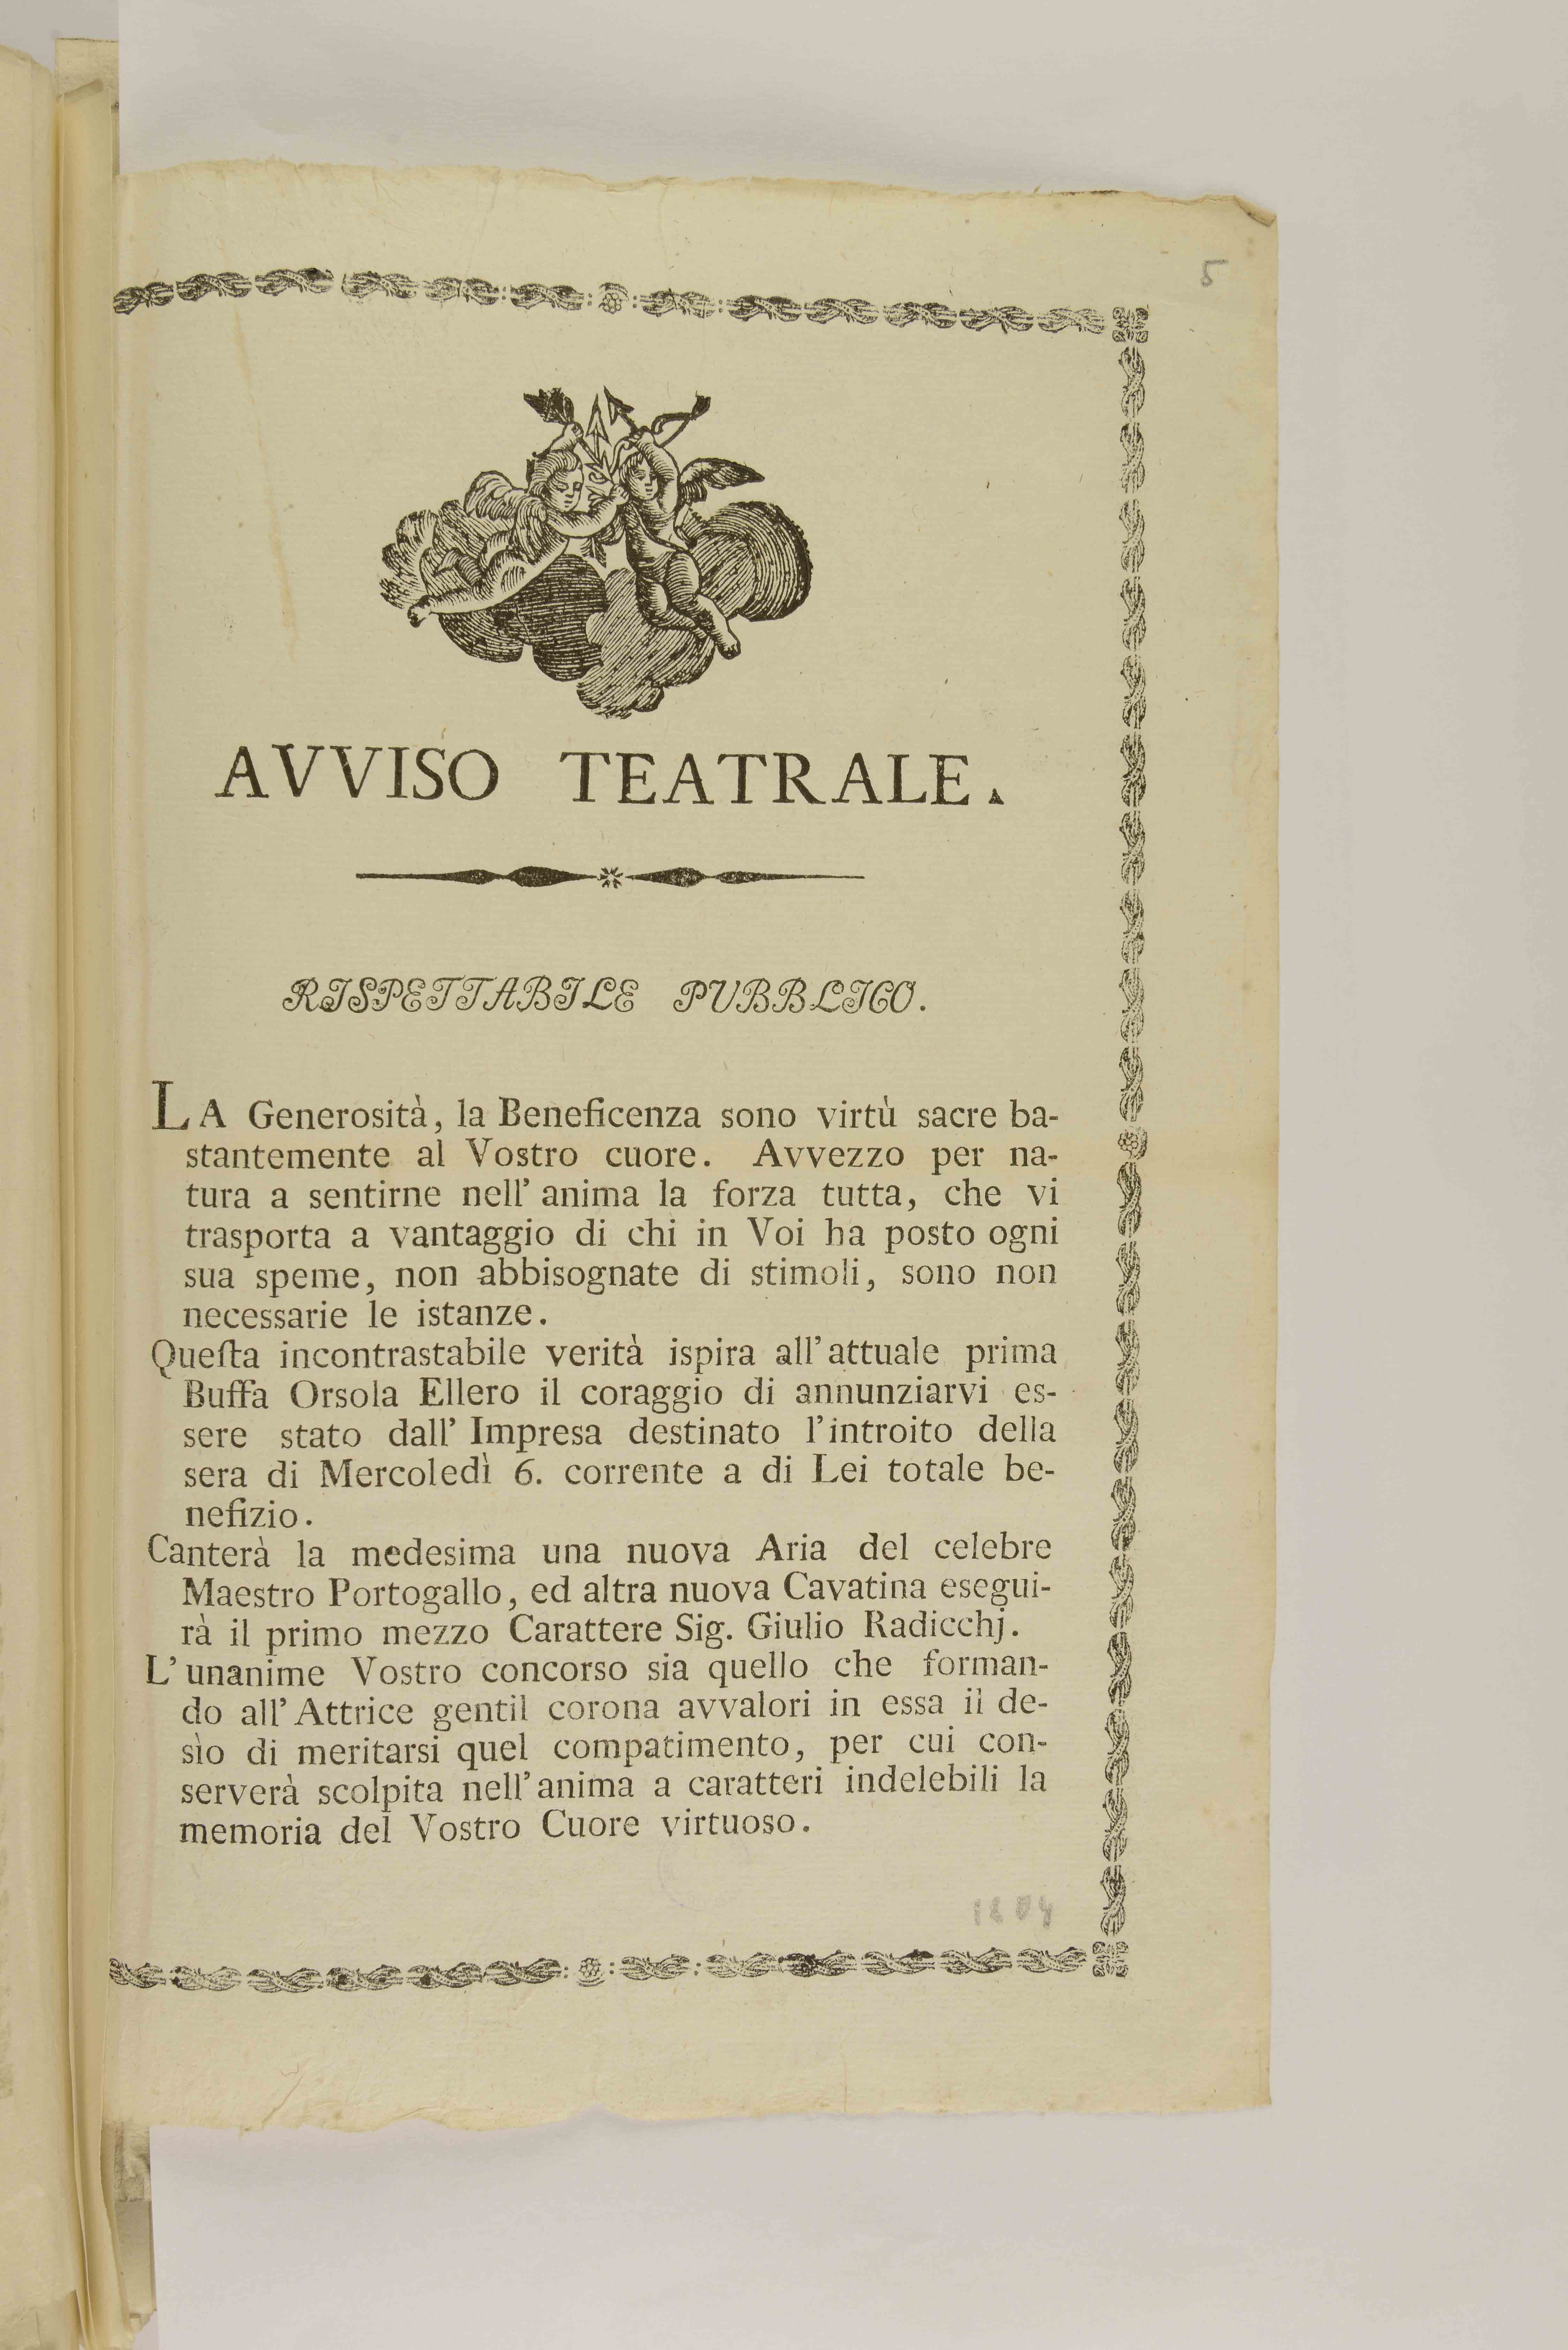 5
AVVISO TEATRALE.
RISPETTABILE PUBBLICO.
LA Generosità, la Beneficenza sono virtù sacre ba-
stantemente al Vostro cuore. Avvezzo per na-
tura a sentirne nell' anima la forza tutta, che vi
trasporta a vantaggio di chi in Voi ha posto ogni
sua speme, non abbisognate di stimoli, sono non
necessarie le istanze.
Queſta incontrastabile verità ispira all' attuale prima
Buffa Orsola Ellero il coraggio di annunziarvi es-
sere stato dall' Impresa destinato l' introito della
sera di Mercoledì 6. corrente a di Lei totale be-
nefizio.
Canterà la medesima una nuova Aria del celebre
Maestro Portogallo, ed altra nuova Cavatina esegui-
rà il primo mezzo Carattere Sig. Giulio Radicchj.
L' unanime Vostro concorso sia quello che forman-
do all' Attrice gentil corona avvalori in essa il de-
sìo di meritarsi quel compatimento, per cui con-
serverà scolpita nell' anima a caratteri indelebili la
memoria del Vostro Cuore virtuoso.
1804